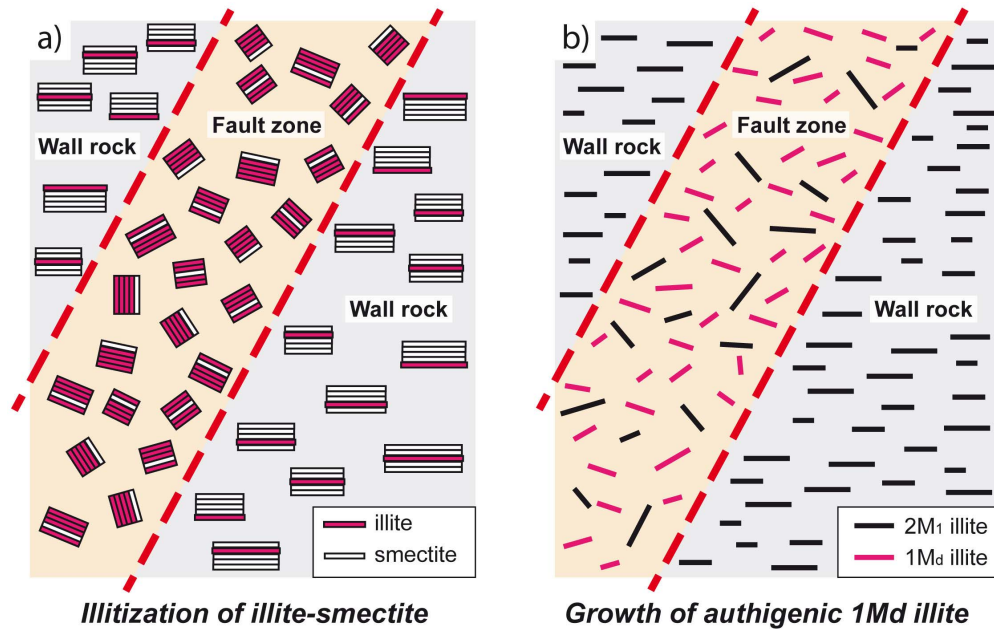 a)
Fault zone
Wall rock
Wall rock
illite
smectite
Illitization of illite-smectite
b)
Fault zone
Wall rock
Wall rock
2M₁ illite
1Md illite
Growth of authigenic 1Md illite